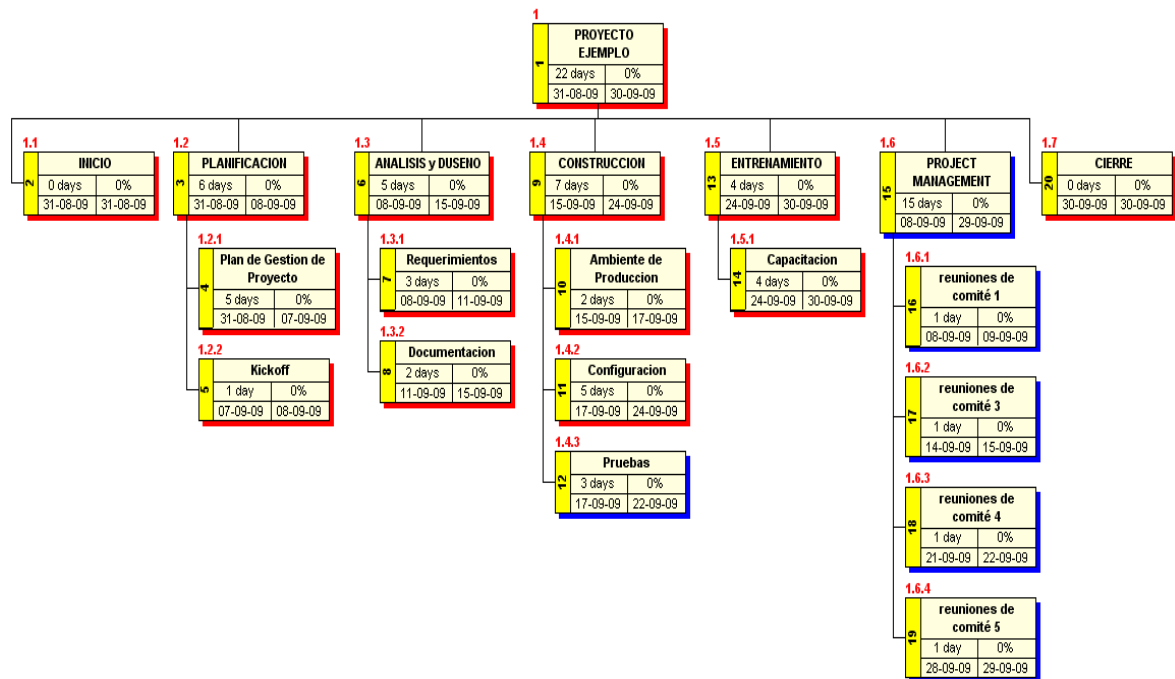 1
PROYECTO
EJEMPLO
1
22 days 0%
31-08-09 30-09-09
1.1
INICIO
2
0 days 0%
31-08-09 31-08-09
1.2
PLANIFICACION
3
6 days 0%
31-08-09 08-09-09
1.2.1
Plan de Gestion de
Proyecto
4
5 days 0%
31-08-09 07-09-09
1.2.2
Kickoff
5
1 day 0%
07-09-09 08-09-09
1.3
ANALISIS y DUSENO
6
5 days 0%
08-09-09 15-09-09
1.3.1
Requerimientos
7
3 days 0%
08-09-09 11-09-09
1.3.2
Documentacion
8
2 days 0%
11-09-09 15-09-09
1.4
CONSTRUCCION
9
7 days 0%
15-09-09 24-09-09
1.4.1
Ambiente de
Produccion
10
2 days 0%
15-09-09 17-09-09
1.4.2
Configuracion
11
5 days 0%
17-09-09 24-09-09
1.4.3
Pruebas
12
3 days 0%
17-09-09 22-09-09
1.5
ENTRENAMIENTO
13
4 days 0%
24-09-09 30-09-09
1.5.1
Capacitacion
14
4 days 0%
24-09-09 30-09-09
1.6
PROJECT
MANAGEMENT
15
15 days 0%
08-09-09 29-09-09
1.6.1
reuniones de
comité 1
16
1 day 0%
08-09-09 09-09-09
1.6.2
reuniones de
comité 3
17
1 day 0%
14-09-09 15-09-09
1.6.3
reuniones de
comité 4
18
1 day 0%
21-09-09 22-09-09
1.6.4
reuniones de
comité 5
19
1 day 0%
28-09-09 29-09-09
1.7
CIERRE
20
0 days 0%
30-09-09 30-09-09